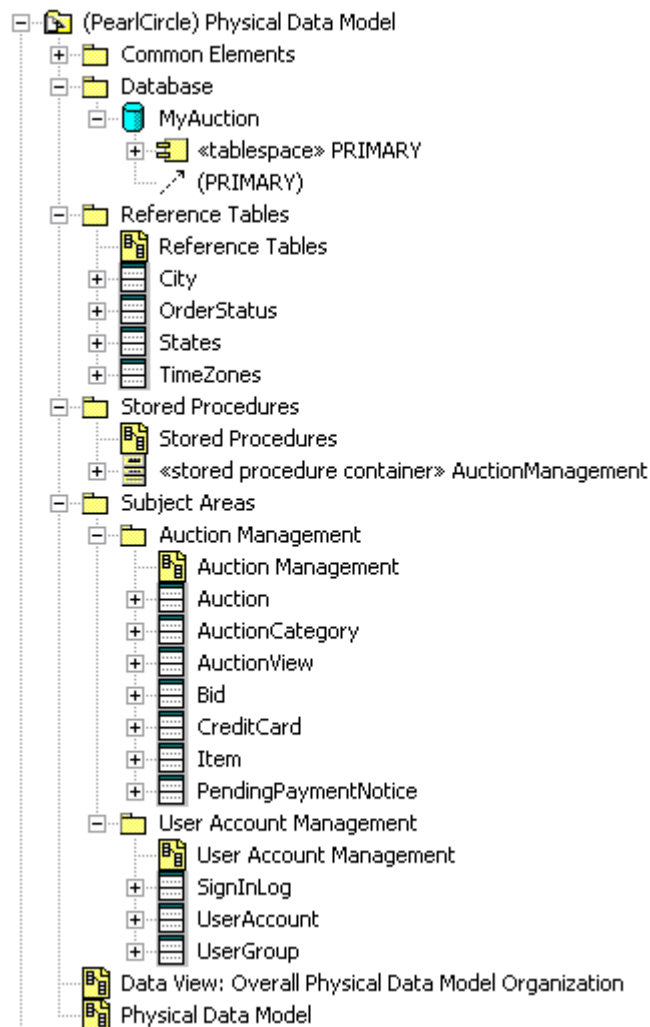 (PearlCircle) Physical Data Model
Common Elements
Database
MyAuction
«tablespace» PRIMARY
(PRIMARY)
Reference Tables
Reference Tables
City
OrderStatus
States
TimeZones
Stored Procedures
Stored Procedures
«stored procedure container» AuctionManagement
Subject Areas
Auction Management
Auction Management
Auction
AuctionCategory
AuctionView
Bid
CreditCard
Item
PendingPaymentNotice
User Account Management
User Account Management
SignInLog
UserAccount
UserGroup
Data View: Overall Physical Data Model Organization
Physical Data Model